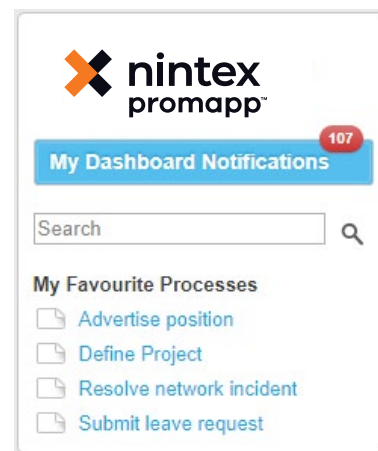 nintex
promapp™
107
My Dashboard Notifications
Search
My Favourite Processes
Advertise position
Define Project
Resolve network incident
Submit leave request